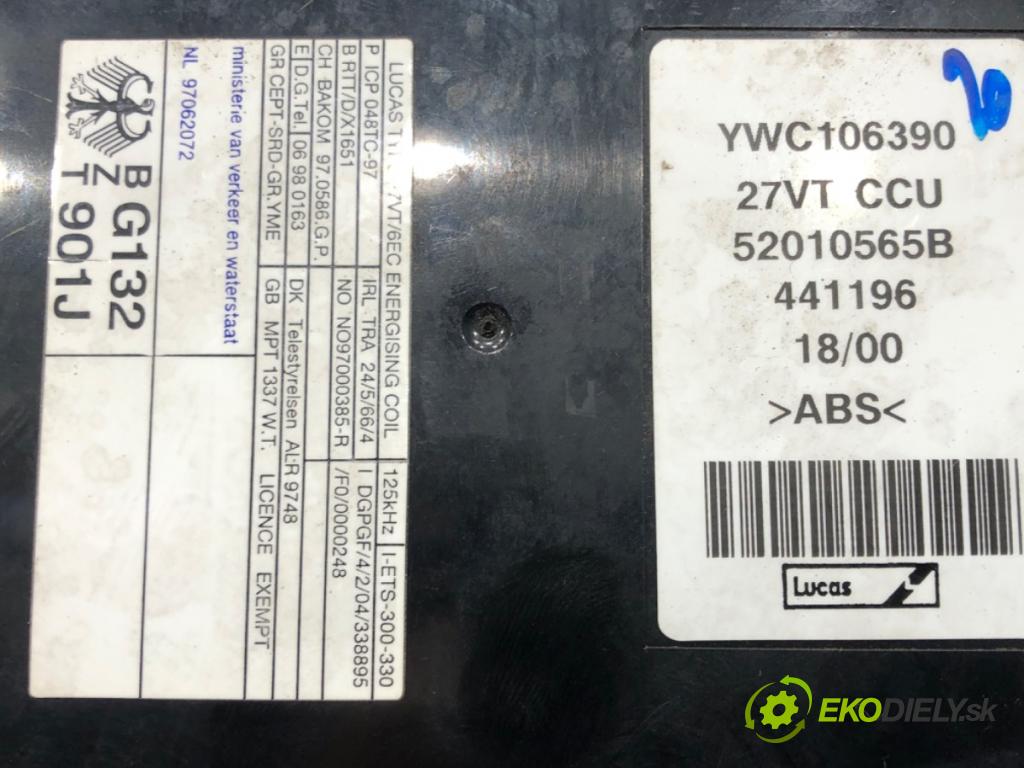 LUCAS 7VT/6EC ENERGISING COIL 125kHz I-ETS-300-330
P ICP 048TC-97 IRL TRA 24/5/66/4 I DGPGF/4/2/04/338895
B RTT/D/X1651 NO NO97000385-R /F0/0000248
CH BAKOM 97.0586.G.P.
E D.G.Tel. 06 98 0163 DK Telestyrelsen AL:R 9748
GR CEPT-SRD-GR.YME GB MPT 1337 W.T. LICENCE EXEMPT
ministerie van verkeer en waterstaat
NL 97062072
B G132
Z
T 901J
YWC106390
27VT CCU
52010565B
441196
18/00
>ABS<
Lucas
EKODIELY.sk